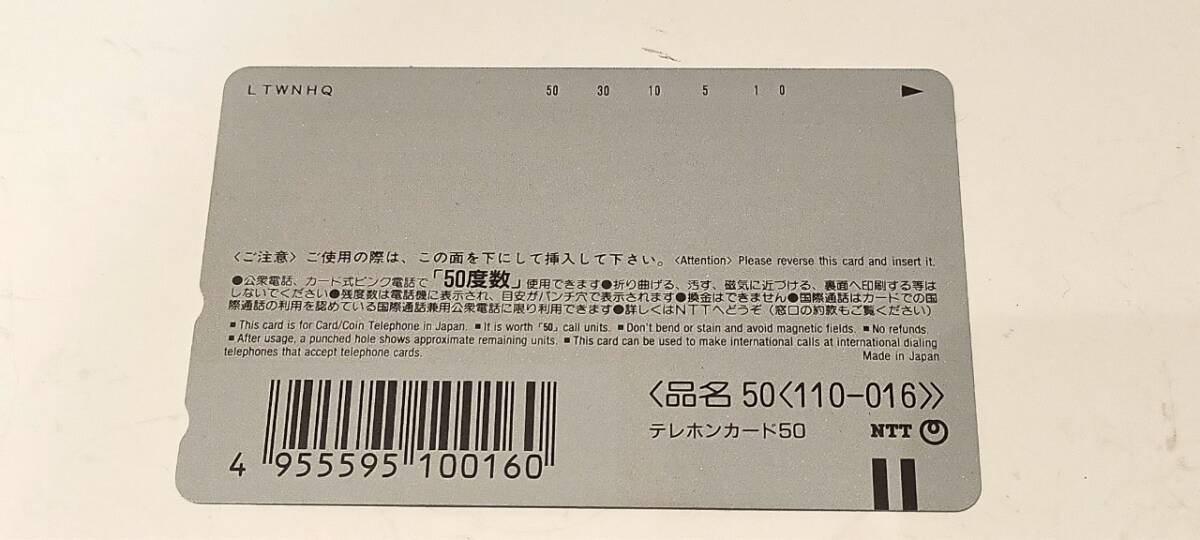 LTWNHQ 50 30 10 5 1 0
〈ご注意〉ご使用の際は、この面を下にして挿入して下さい。〈Attention〉Please reverse this card and insert it.
●公衆電話、カード式ピンク電話で「50度数」使用できます●折り曲げる、汚す、磁気に近づける、裏面へ印刷する等は
しないでください●残度数は電話機に表示され、目安がパンチ穴で表示されます●換金はできません●国際通話はカードでの国
際通話の利用を認めている国際通話兼用公衆電話に限り利用できます●詳しくはNTTへどうぞ（窓口の約款もご覧ください）
■This card is for Card/Coin Telephone in Japan. ■It is worth「50」call units. ■Don't bend or stain and avoid magnetic fields. ■No refunds.
■After usage, a punched hole shows approximate remaining units. ■This card can be used to make international calls at international dialing
telephones that accept telephone cards. Made in Japan
〈品名 50〈110-016〉〉
テレホンカード50 NTT
4 955595 100160